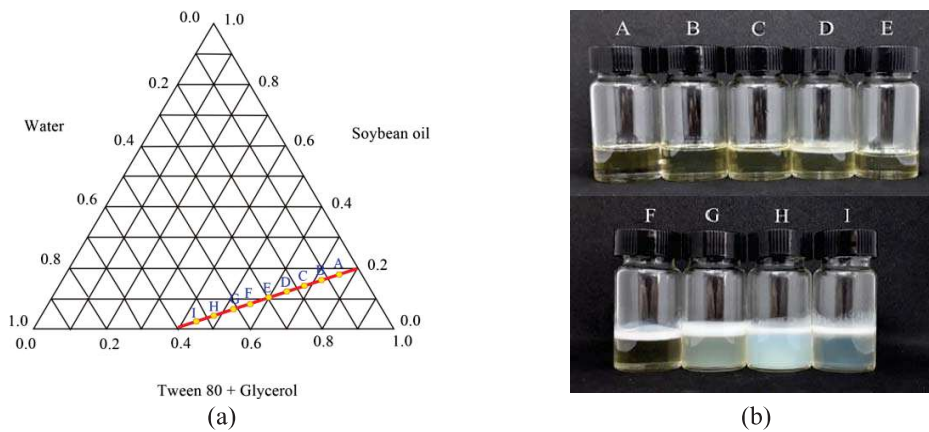 0.0 1.0
0.2 0.8
Water Soybean oil
0.4 0.6
0.6 0.4
0.8 0.2
A
B
C
D
E
F
G
H
I
1.0 0.0
0.0 0.2 0.4 0.6 0.8 1.0
Tween 80 + Glycerol
(a)
A B C D E
F G H I
(b)